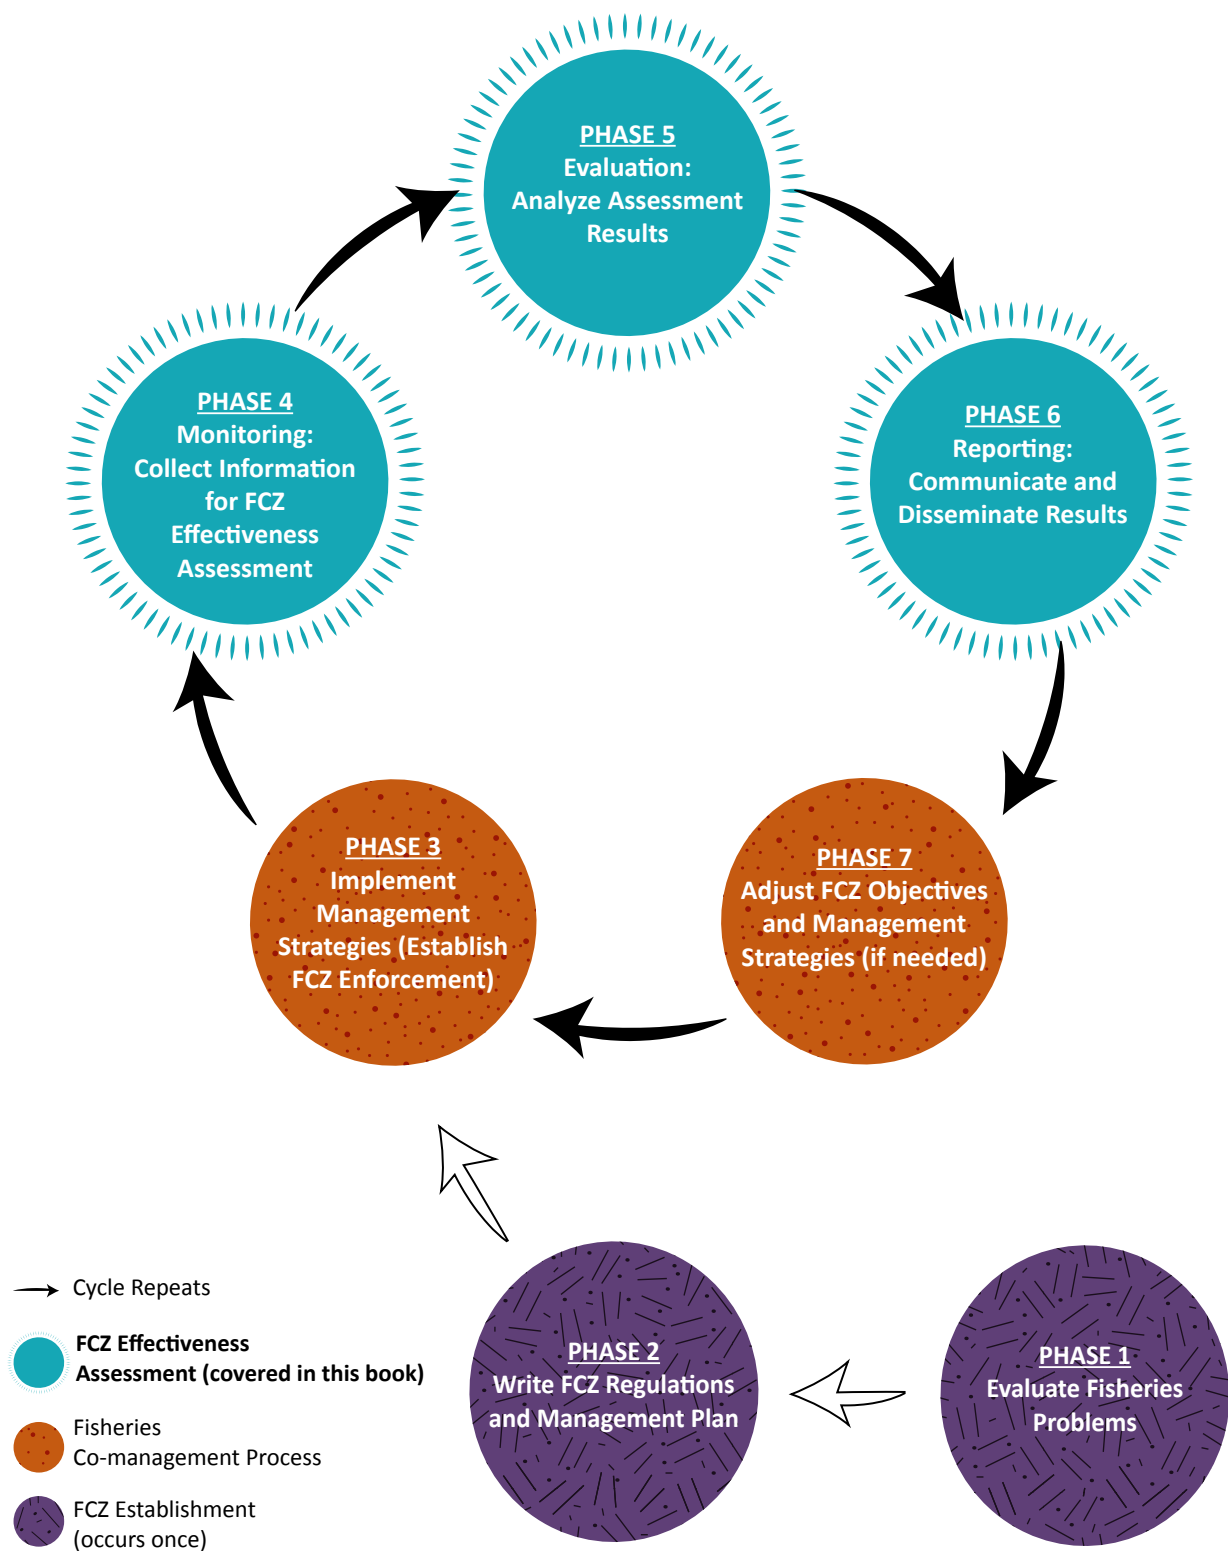 PHASE 5
Evaluation:
Analyze Assessment
Results
PHASE 4
Monitoring:
Collect Information
for FCZ
Effectiveness
Assessment
PHASE 6
Reporting:
Communicate and
Disseminate Results
PHASE 3
Implement
Management
Strategies (Establish
FCZ Enforcement)
PHASE 7
Adjust FCZ Objectives
and Management
Strategies (if needed)
PHASE 2
Write FCZ Regulations
and Management Plan
PHASE 1
Evaluate Fisheries
Problems
Cycle Repeats
FCZ Effectiveness
Assessment (covered in this book)
Fisheries
Co-management Process
FCZ Establishment
(occurs once)